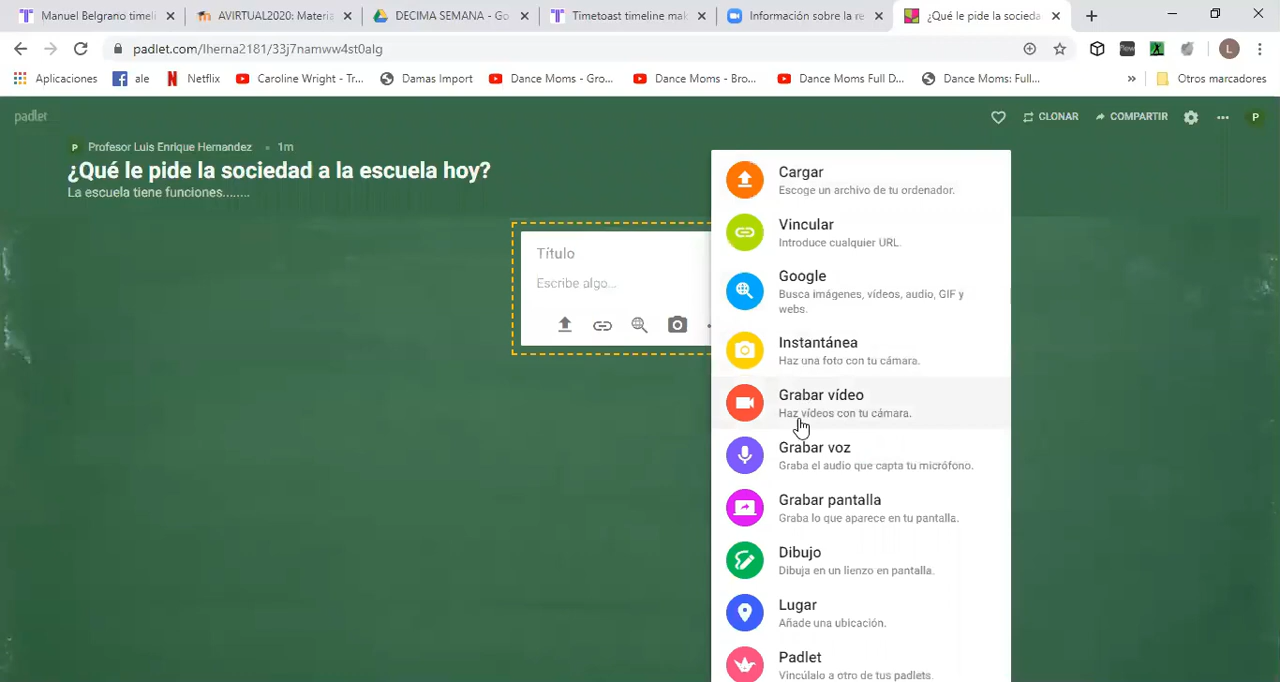 Manuel Belgrano timeli
AVIRTUAL2020: Materia
DECIMA SEMANA - Go
Timetoast timeline mak
Información sobre la re
¿Qué le pide la socieda
padlet.com/lherna2181/33j7namww4st0alg
L
Aplicaciones
ale
Netflix
Caroline Wright - Tr...
Damas Import
Dance Moms - Gro...
Dance Moms - Bro...
Dance Moms Full D...
Dance Moms: Full...
»
Otros marcadores
padlet
CLONAR
COMPARTIR
P
P Profesor Luis Enrique Hernandez • 1m
¿Qué le pide la sociedad a la escuela hoy?
La escuela tiene funciones........
Título
Escribe algo...
Cargar
Escoge un archivo de tu ordenador.
Vincular
Introduce cualquier URL.
Google
Busca imágenes, vídeos, audio, GIF y
webs.
Instantánea
Haz una foto con tu cámara.
Grabar vídeo
Haz vídeos con tu cámara.
Grabar voz
Graba el audio que capta tu micrófono.
Grabar pantalla
Graba lo que aparece en tu pantalla.
Dibujo
Dibuja en un lienzo en pantalla.
Lugar
Añade una ubicación.
Padlet
Vincúlalo a otro de tus padlets.